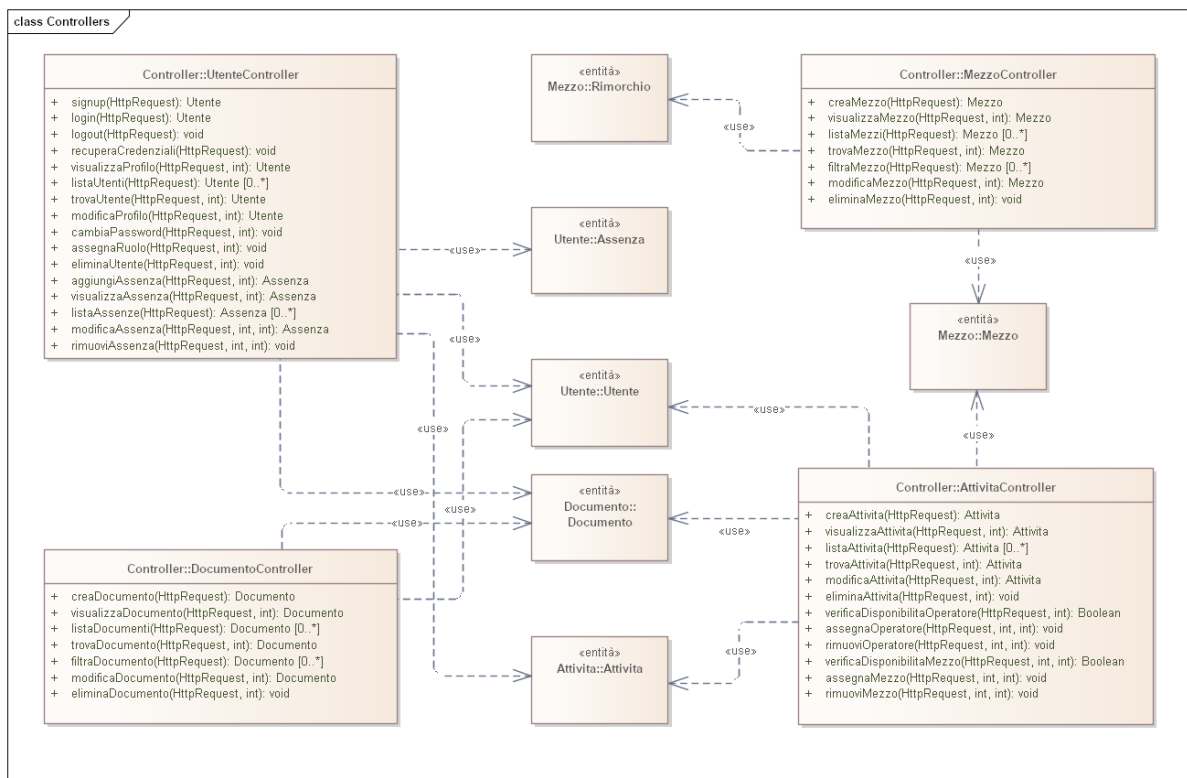 class Controllers
Controller::UtenteController
+ signup(HttpRequest): Utente
+ login(HttpRequest): Utente
+ logout(HttpRequest): void
+ recuperaCredenziali(HttpRequest): void
+ visualizzaProfilo(HttpRequest, int): Utente
+ listaUtenti(HttpRequest): Utente [0..*]
+ trovaUtente(HttpRequest, int): Utente
+ modificaProfilo(HttpRequest, int): Utente
+ cambiaPassword(HttpRequest, int): void
+ assegnaRuolo(HttpRequest, int): void
+ eliminaUtente(HttpRequest, int): void
+ aggiungiAssenza(HttpRequest, int): Assenza
+ visualizzaAssenza(HttpRequest, int): Assenza
+ listaAssenze(HttpRequest): Assenza [0..*]
+ modificaAssenza(HttpRequest, int, int): Assenza
+ rimuoviAssenza(HttpRequest, int, int): void
«entità»
Mezzo::Rimorchio
Controller::MezzoController
+ creaMezzo(HttpRequest): Mezzo
+ visualizzaMezzo(HttpRequest, int): Mezzo
+ listaMezzi(HttpRequest): Mezzo [0..*]
+ trovaMezzo(HttpRequest, int): Mezzo
+ filtraMezzo(HttpRequest): Mezzo [0..*]
+ modificaMezzo(HttpRequest, int): Mezzo
+ eliminaMezzo(HttpRequest, int): void
«use»
«entità»
Utente::Assenza
«use»
«use»
«entità»
Mezzo::Mezzo
«use»
«entità»
Utente::Utente
«use»
«use»
«use»
«entità»
Documento::
Documento
«use»
«use»
«use»
«use»
Controller::AttivitaController
+ creaAttivita(HttpRequest): Attivita
+ visualizzaAttivita(HttpRequest, int): Attivita
+ listaAttivita(HttpRequest): Attivita [0..*]
+ trovaAttivita(HttpRequest, int): Attivita
+ modificaAttivita(HttpRequest, int): Attivita
+ eliminaAttivita(HttpRequest, int): void
+ verificaDisponibilitaOperatore(HttpRequest, int): Boolean
+ assegnaOperatore(HttpRequest, int, int): void
+ rimuoviOperatore(HttpRequest, int, int): void
+ verificaDisponibilitaMezzo(HttpRequest, int, int): Boolean
+ assegnaMezzo(HttpRequest, int, int): void
+ rimuoviMezzo(HttpRequest, int, int): void
Controller::DocumentoController
+ creaDocumento(HttpRequest): Documento
+ visualizzaDocumento(HttpRequest, int): Documento
+ listaDocumenti(HttpRequest): Documento [0..*]
+ trovaDocumento(HttpRequest, int): Documento
+ filtraDocumento(HttpRequest): Documento [0..*]
+ modificaDocumento(HttpRequest, int): Documento
+ eliminaDocumento(HttpRequest, int): void
«entità»
Attivita::Attivita
«use»